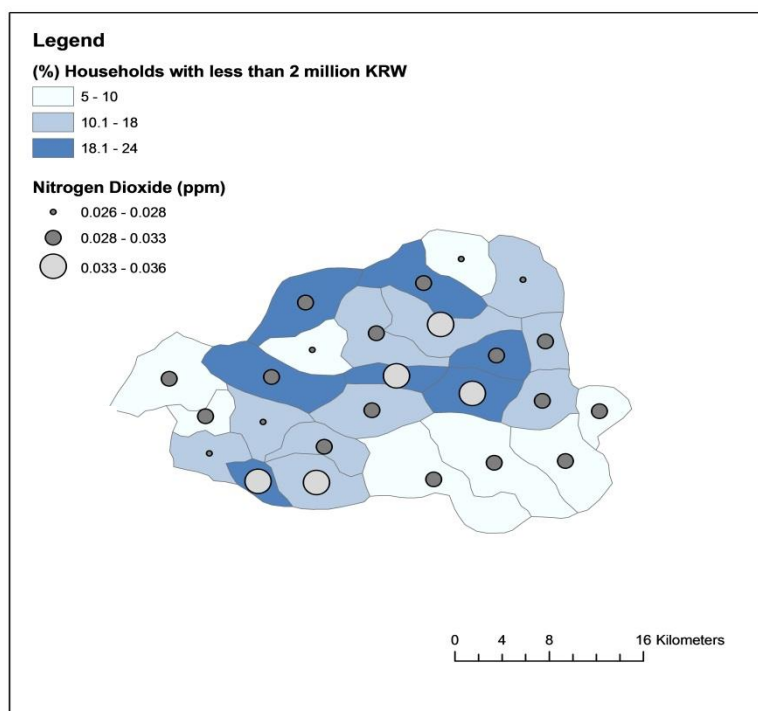 Legend
(%) Households with less than 2 million KRW
5 - 10
10.1 - 18
18.1 - 24
Nitrogen Dioxide (ppm)
0.026 - 0.028
0.028 - 0.033
0.033 - 0.036
0 4 8 16 Kilometers